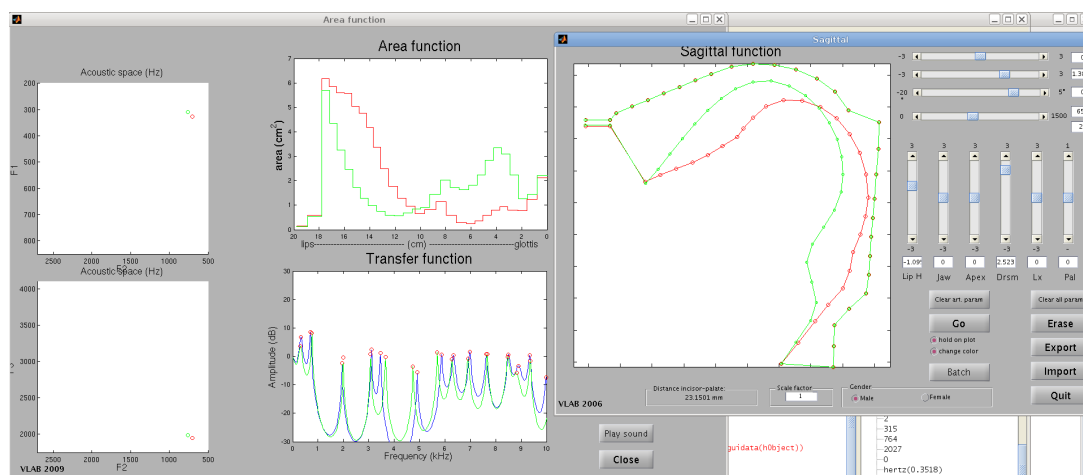 Area function
Sagittal
Area function
Acoustic space (Hz)
200
300
400
500
600
700
800
F1
2500 2000 1500 1000 500
F2
Acoustic space (Hz)
4000
3500
3000
2500
2000
2500 2000 1500 1000 500
F2
VLAB 2009
7
6
5
4
3
2
1
0
area (cm²)
20 18 16 14 12 10 8 6 4 2 0
lips------------------ (cm) ------------------glottis
Transfer function
30
20
10
0
-10
-20
-30
Amplitude (dB)
0 1 2 3 4 5 6 7 8 9 10
Frequency (kHz)
Play sound
Close
Sagittal function
-3 3
-3 3 1.30
-20 5°
0 1500 65
2
3 3 3 3 3 1
-3 -3 -3 -3 -3 -
-1.095 0 0 2.523 0 0
Lip H Jaw Apex Drsm Lx Pal
Clear art. param
Clear all param
Go
Erase
hold on plot
change color
Export
Batch
Import
Quit
Distance incisor-palate:
23.1501 mm
Scale factor
1
Gender
Male
Female
VLAB 2006
guidata(hObject))
2
315
764
2027
0
hertz(0.3518)